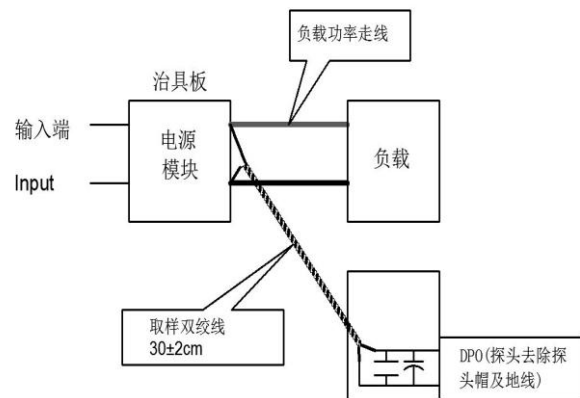 负载功率走线
治具板
输入端
Input
电源
模块
负载
取样双绞线
30±2cm
DPO(探头去除探
头帽及地线)